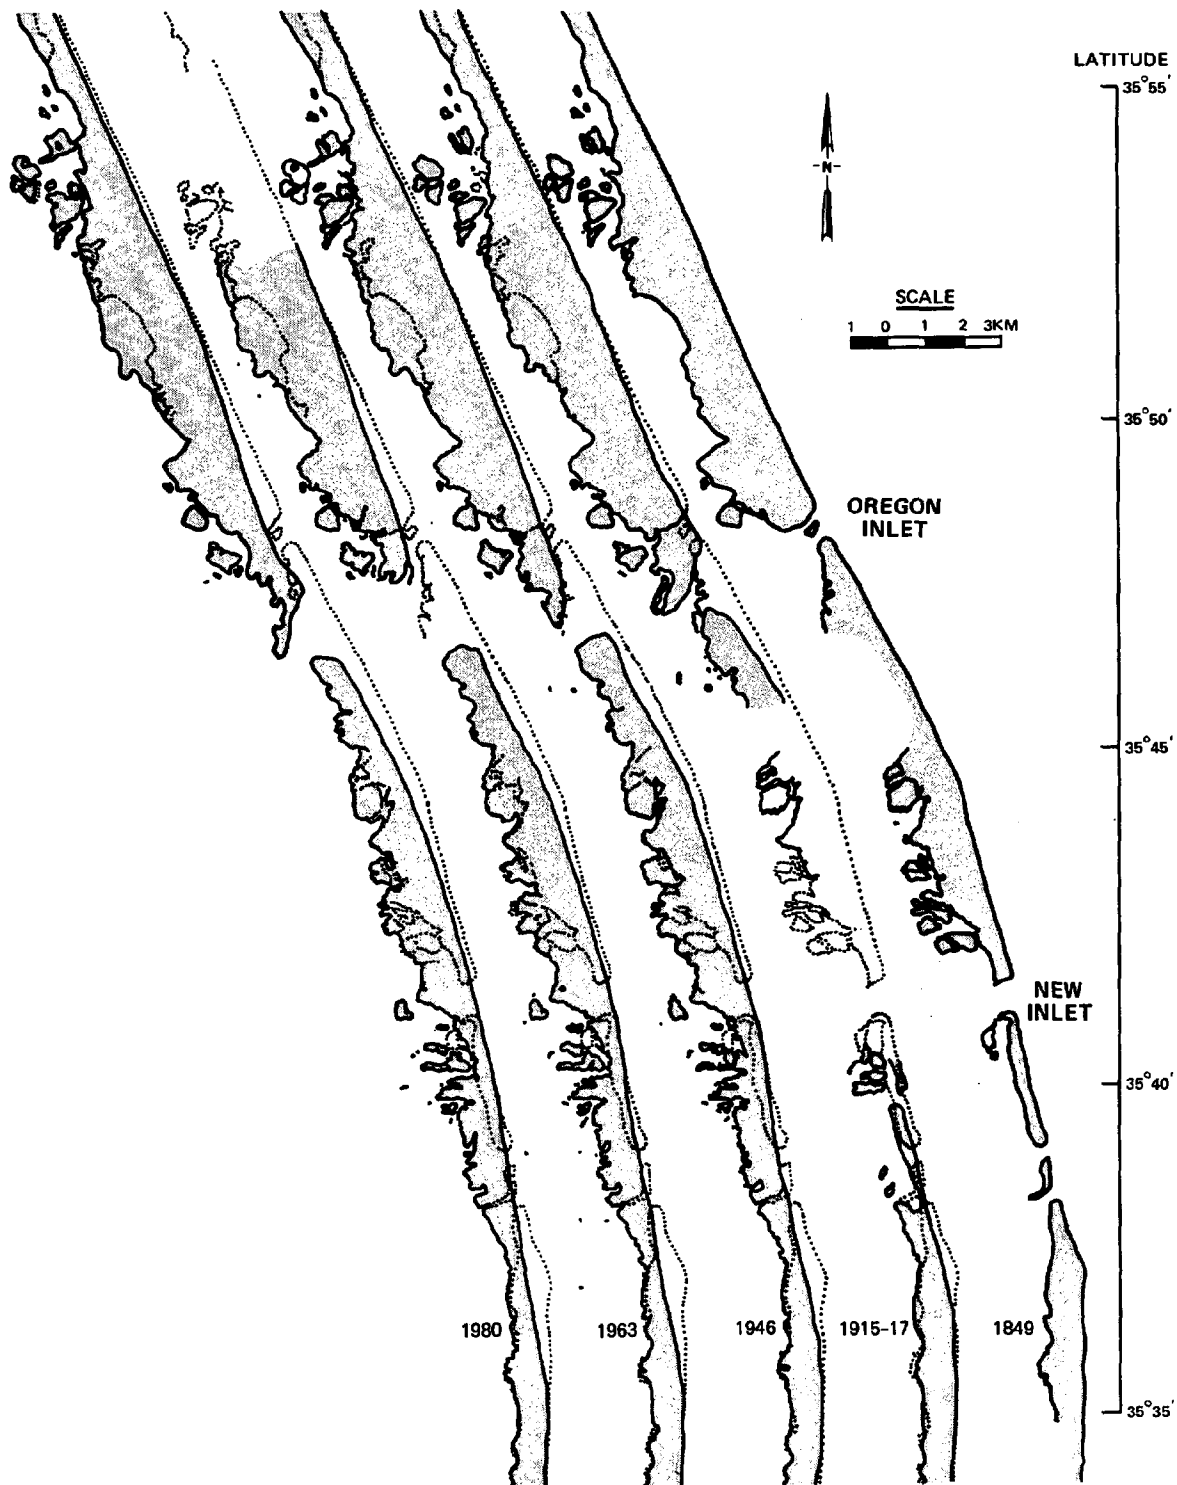 LATITUDE
35°55'
-N-
SCALE
1 0 1 2 3KM
35°50'
OREGON
INLET
35°45'
NEW
INLET
35°40'
1980 1963 1946 1915-17 1849
35°35'